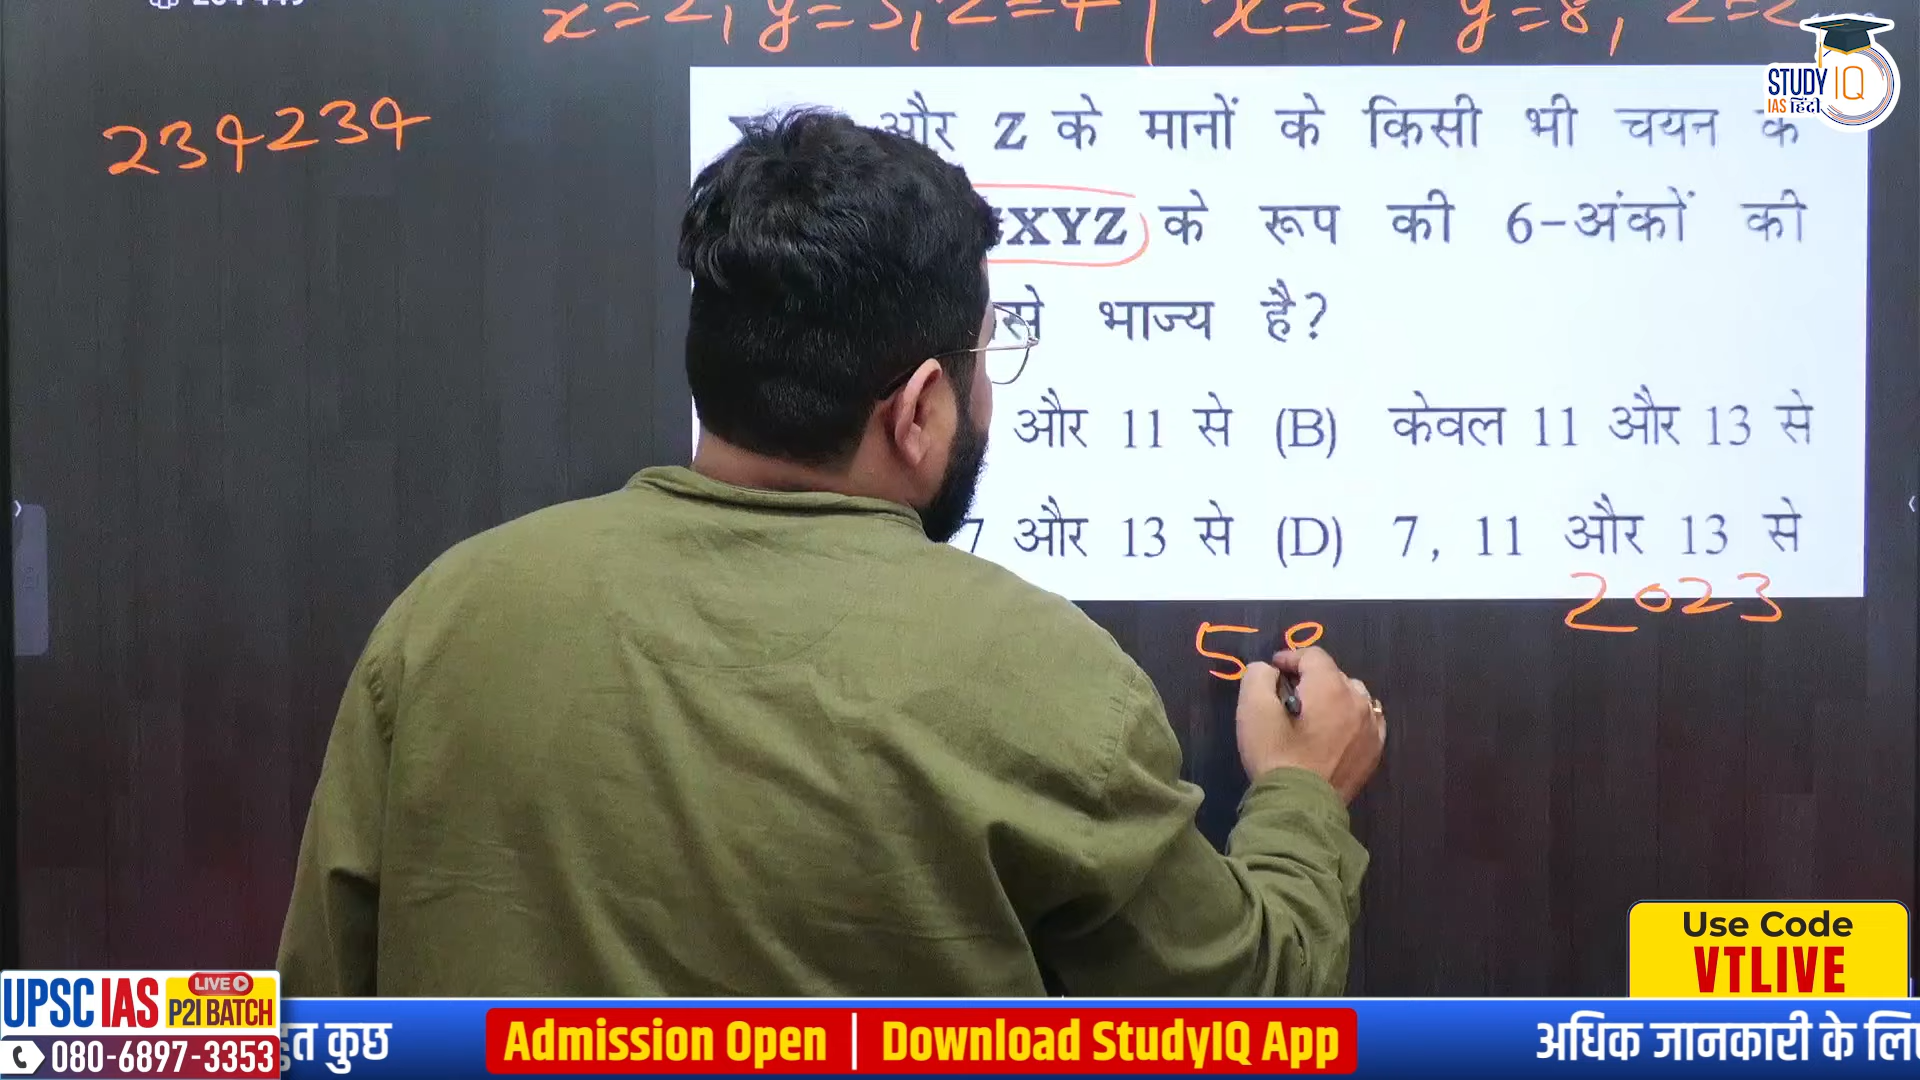 x=2, y=3, z=4 | x=5, y=8, z=2
STUDY IQ
IAS हिंदी
234234
और Z के मानों के किसी भी चयन के
XYZ के रूप की 6-अंकों की
से भाज्य है?
और 11 से (B) केवल 11 और 13 से
7 और 13 से (D) 7, 11 और 13 से
2023
58
Use Code
VTLIVE
UPSC IAS LIVE P2I BATCH
080-6897-3353
कुछ
Admission Open | Download StudyIQ App
अधिक जानकारी के